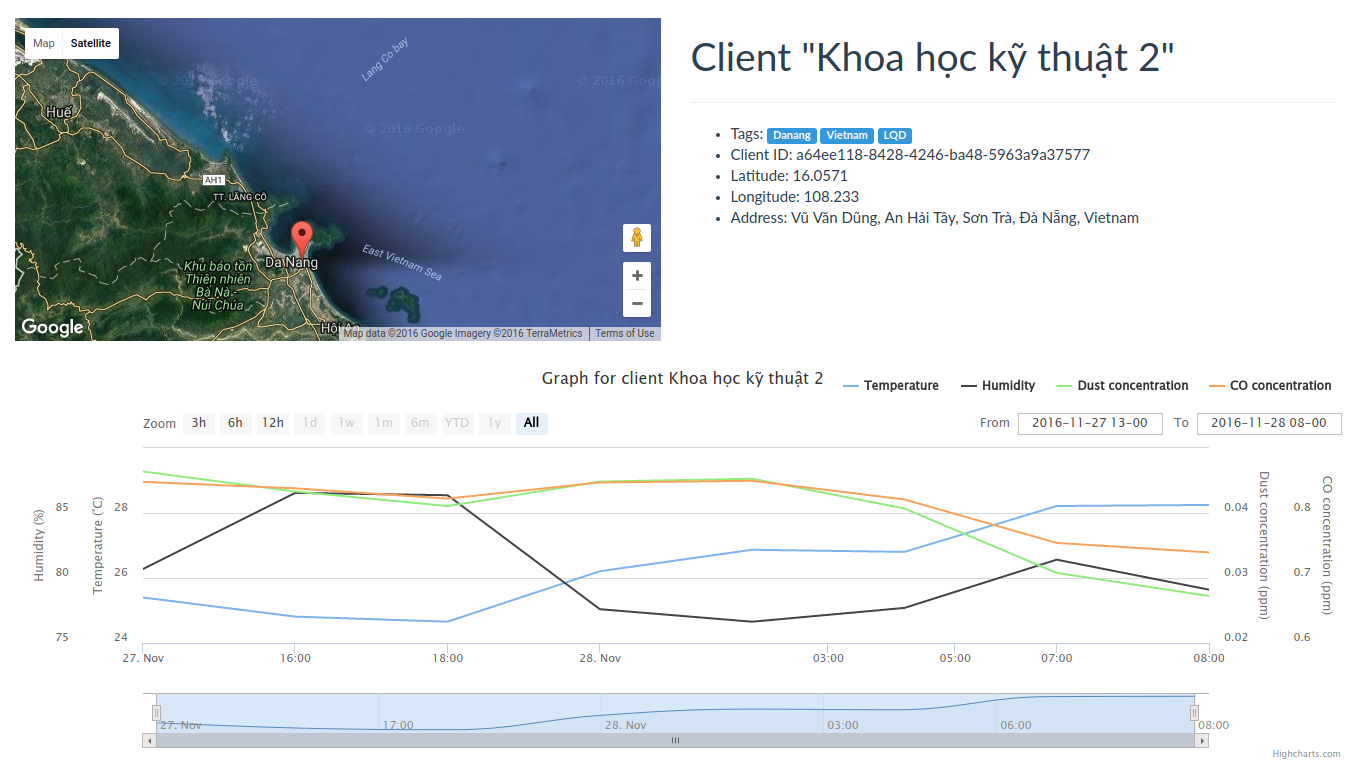 Map Satellite
Lang Co bay
© 2016 Google
© 2016 Google
Huế
© 2016 Google
AH1
TT. LĂNG CÔ
East Vietnam Sea
Da Nang
Khu bảo tồn
Thiên nhiên
Bà Nà -
Núi Chúa
Google
Hội An
Map data ©2016 Google Imagery ©2016 TerraMetrics
Terms of Use
Client "Khoa học kỹ thuật 2"
Tags: Danang Vietnam LQD
Client ID: a64ee118-8428-4246-ba48-5963a9a37577
Latitude: 16.0571
Longitude: 108.233
Address: Vũ Văn Dũng, An Hải Tây, Sơn Trà, Đà Nẵng, Vietnam
Graph for client Khoa học kỹ thuật 2
Temperature Humidity Dust concentration CO concentration
Zoom 3h 6h 12h 1d 1w 1m 6m YTD 1y All
From 2016-11-27 13-00 To 2016-11-28 08-00
Humidity (%)
85
80
75
Temperature (°C)
28
26
24
0.04
0.03
0.02
Dust concentration (ppm)
0.8
0.7
0.6
CO concentration (ppm)
27. Nov 16:00 18:00 28. Nov 03:00 05:00 07:00 08:00
27. Nov 17:00 28. Nov 03:00 06:00 08:00
Highcharts.com